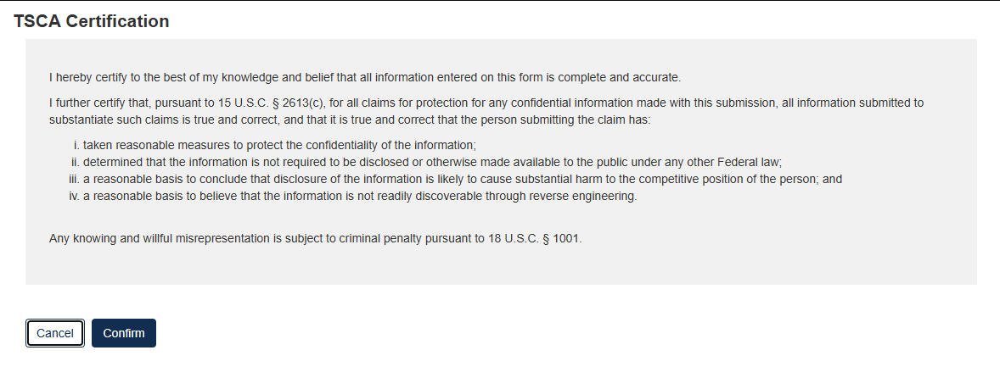 TSCA Certification
I hereby certify to the best of my knowledge and belief that all information entered on this form is complete and accurate.
I further certify that, pursuant to 15 U.S.C. § 2613(c), for all claims for protection for any confidential information made with this submission, all information submitted to
substantiate such claims is true and correct, and that it is true and correct that the person submitting the claim has:
i. taken reasonable measures to protect the confidentiality of the information;
ii. determined that the information is not required to be disclosed or otherwise made available to the public under any other Federal law;
iii. a reasonable basis to conclude that disclosure of the information is likely to cause substantial harm to the competitive position of the person; and
iv. a reasonable basis to believe that the information is not readily discoverable through reverse engineering.
Any knowing and willful misrepresentation is subject to criminal penalty pursuant to 18 U.S.C. § 1001.
Cancel Confirm